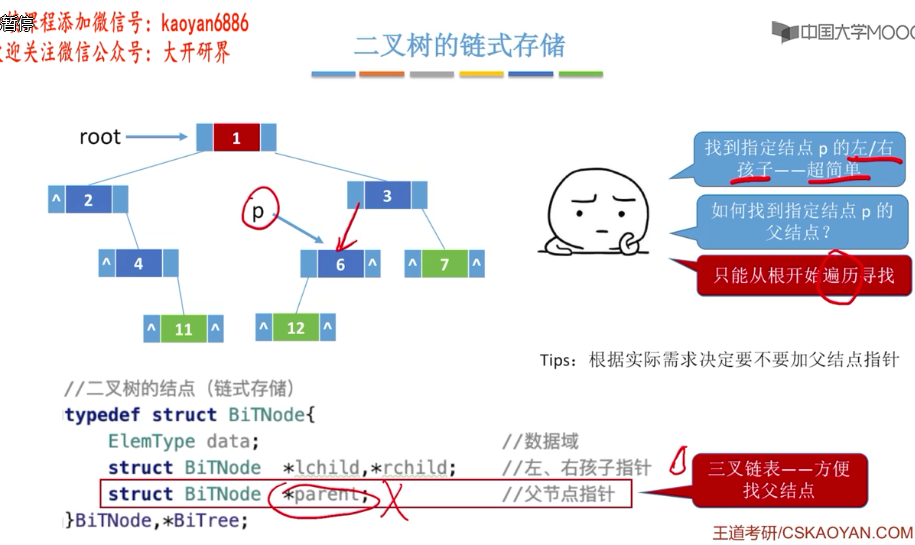 暂停
课程添加微信号：kaoyan6886
迎关注微信公众号：大开研界
中国大学MOOC
二叉树的链式存储
root
1
2
3
p
4
6
7
11
12
^
^
^
^
^
^
^
^
^
^
找到指定结点 p 的左/右
孩子——超简单
如何找到指定结点 p 的
父结点？
只能从根开始遍历寻找
Tips：根据实际需求决定要不要加父结点指针
//二叉树的结点（链式存储）
typedef struct BiTNode{
ElemType data; //数据域
struct BiTNode *lchild,*rchild; //左、右孩子指针
struct BiTNode *parent; //父节点指针
}BiTNode,*BiTree;
三叉链表——方便
找父结点
王道考研/CSKAOYAN.COM